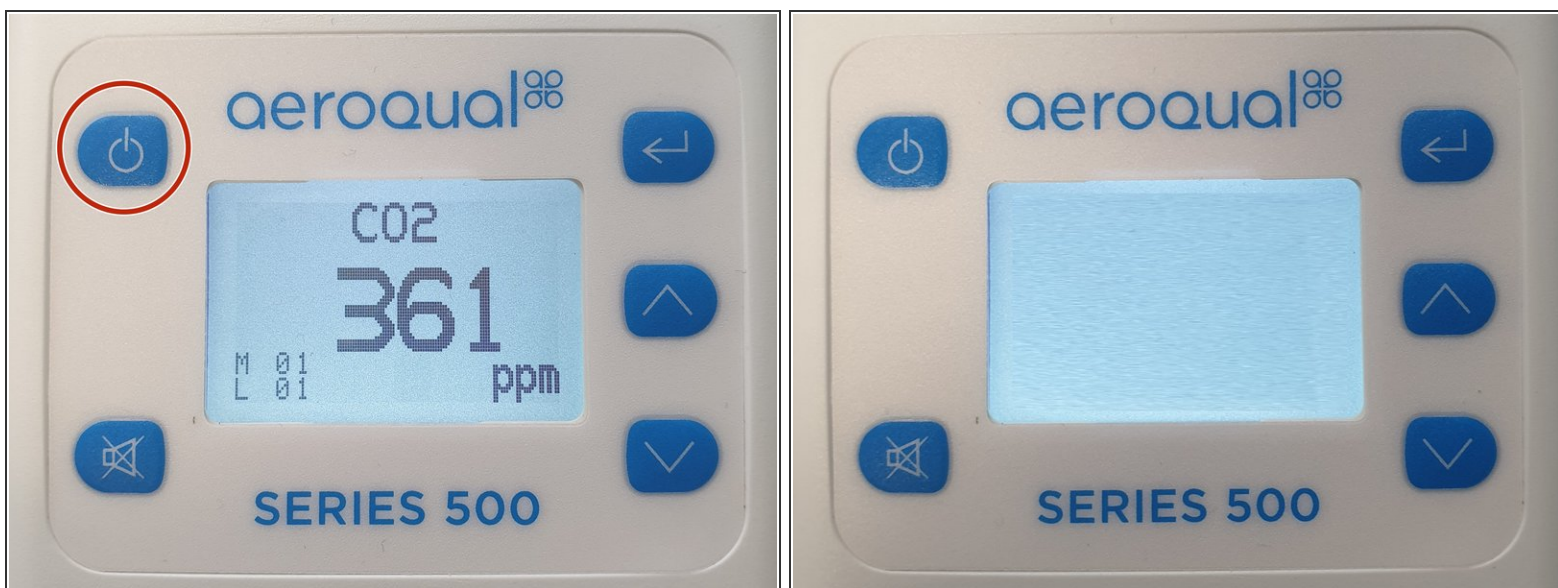 aeroqual
CO2
361
ppm
M 01
L 01
SERIES 500
aeroqual
SERIES 500